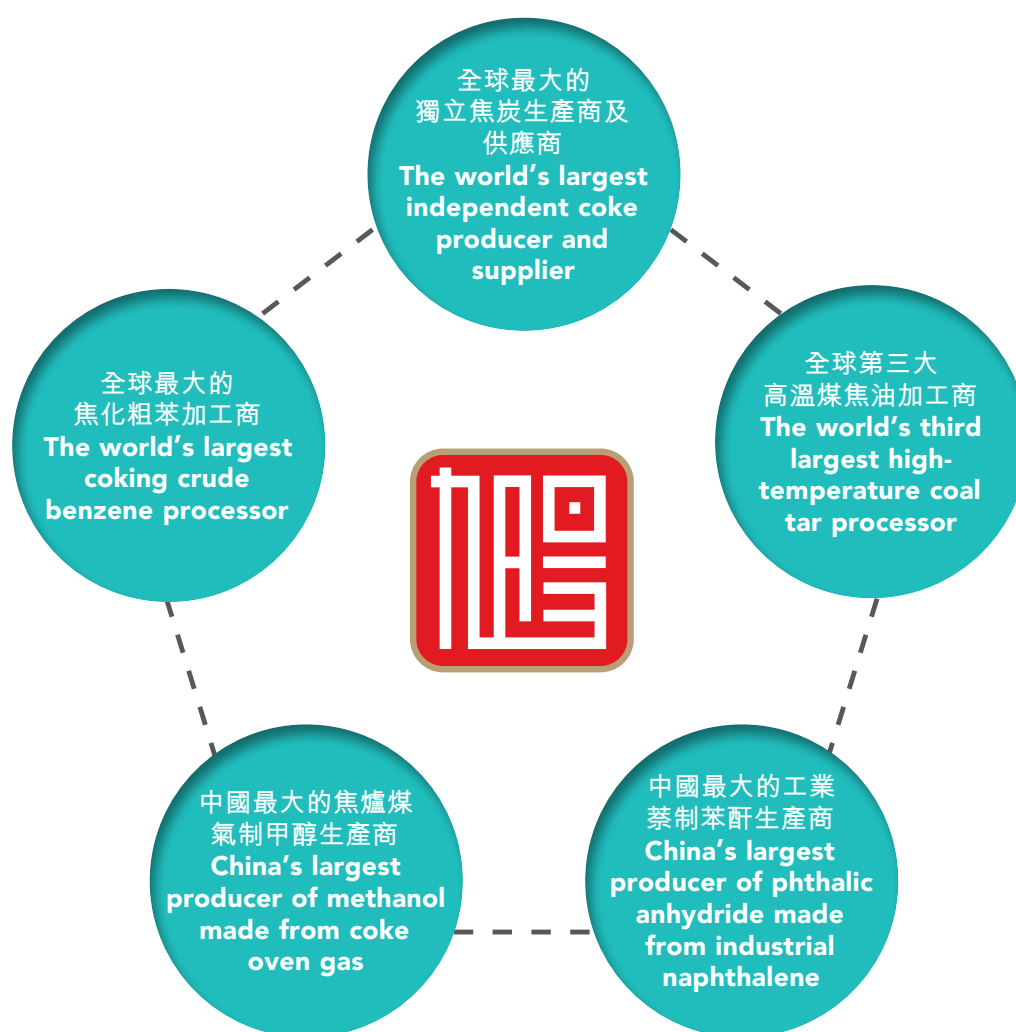 全球最大的
獨立焦炭生產商及
供應商
The world's largest
independent coke
producer and
supplier
全球最大的
焦化粗苯加工商
The world's largest
coking crude
benzene processor
全球第三大
高溫煤焦油加工商
The world's third
largest high-
temperature coal
tar processor
中國最大的焦爐煤
氣制甲醇生產商
China's largest
producer of methanol
made from coke
oven gas
中國最大的工業
萘制苯酐生產商
China's largest
producer of phthalic
anhydride made
from industrial
naphthalene